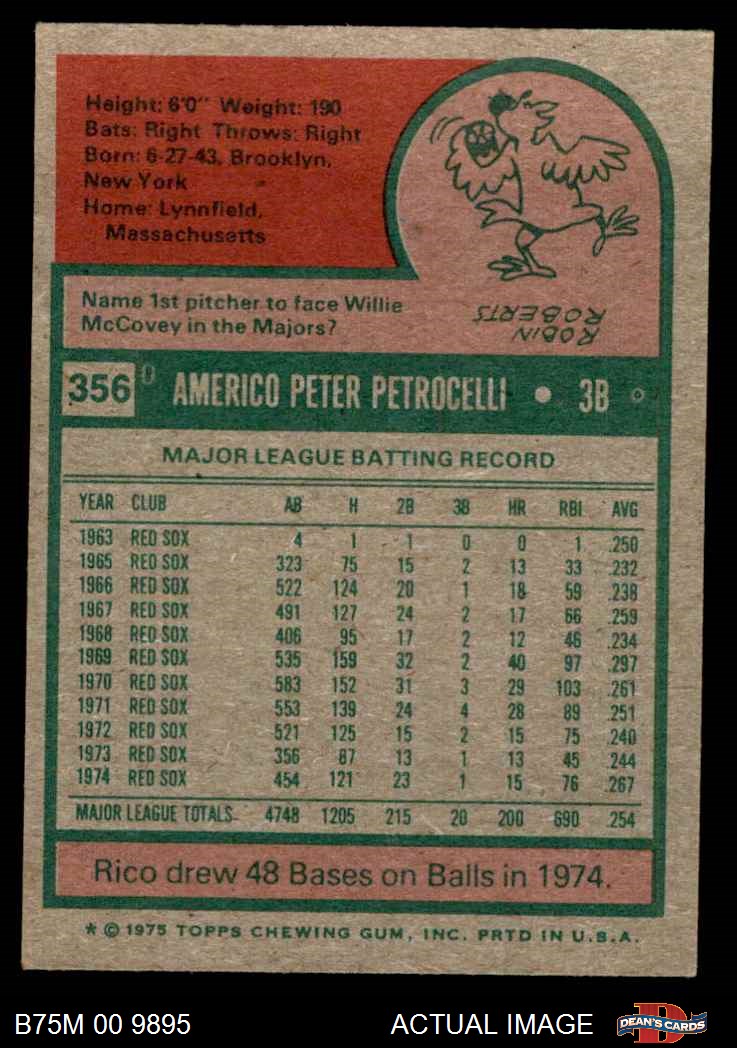 Height: 6'0" Weight: 190
Bats: Right Throws: Right
Born: 6-27-43, Brooklyn,
New York
Home: Lynnfield,
Massachusetts
Name 1st pitcher to face Willie
McCovey in the Majors?
ROBIN
ROBERTS
356 AMERICO PETER PETROCELLI • 3B
MAJOR LEAGUE BATTING RECORD
YEAR CLUB AB H 2B 3B HR RBI AVG
1963 RED SOX 4 1 1 0 0 1 .250
1965 RED SOX 323 75 15 2 13 33 .232
1966 RED SOX 522 124 20 1 18 59 .238
1967 RED SOX 491 127 24 2 17 66 .259
1968 RED SOX 406 95 17 2 12 46 .234
1969 RED SOX 535 159 32 2 40 97 .297
1970 RED SOX 583 152 31 3 29 103 .261
1971 RED SOX 553 139 24 4 28 89 .251
1972 RED SOX 521 125 15 2 15 75 .240
1973 RED SOX 356 87 13 1 13 45 .244
1974 RED SOX 454 121 23 1 15 76 .267
MAJOR LEAGUE TOTALS 4748 1205 215 20 200 690 .254
Rico drew 48 Bases on Balls in 1974.
* © 1975 TOPPS CHEWING GUM, INC. PRTD IN U.S.A.
B75M 00 9895 ACTUAL IMAGE D DEAN'S CARDS